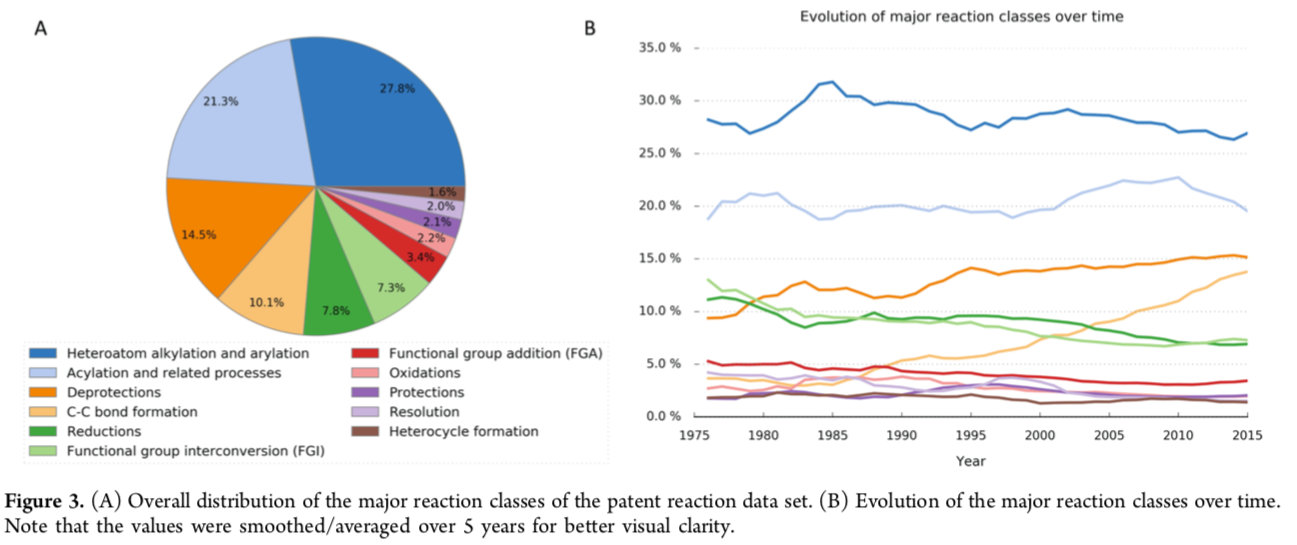 A
27.8%
21.3%
14.5%
10.1%
7.8%
7.3%
3.4%
2.2%
2.1%
2.0%
1.6%
Heteroatom alkylation and arylation
Acylation and related processes
Deprotections
C-C bond formation
Reductions
Functional group interconversion (FGI)
Functional group addition (FGA)
Oxidations
Protections
Resolution
Heterocycle formation
B
Evolution of major reaction classes over time
35.0 %
30.0 %
25.0 %
20.0 %
15.0 %
10.0 %
5.0 %
0.0 %
1975 1980 1985 1990 1995 2000 2005 2010 2015
Year
Figure 3. (A) Overall distribution of the major reaction classes of the patent reaction data set. (B) Evolution of the major reaction classes over time.
Note that the values were smoothed/averaged over 5 years for better visual clarity.